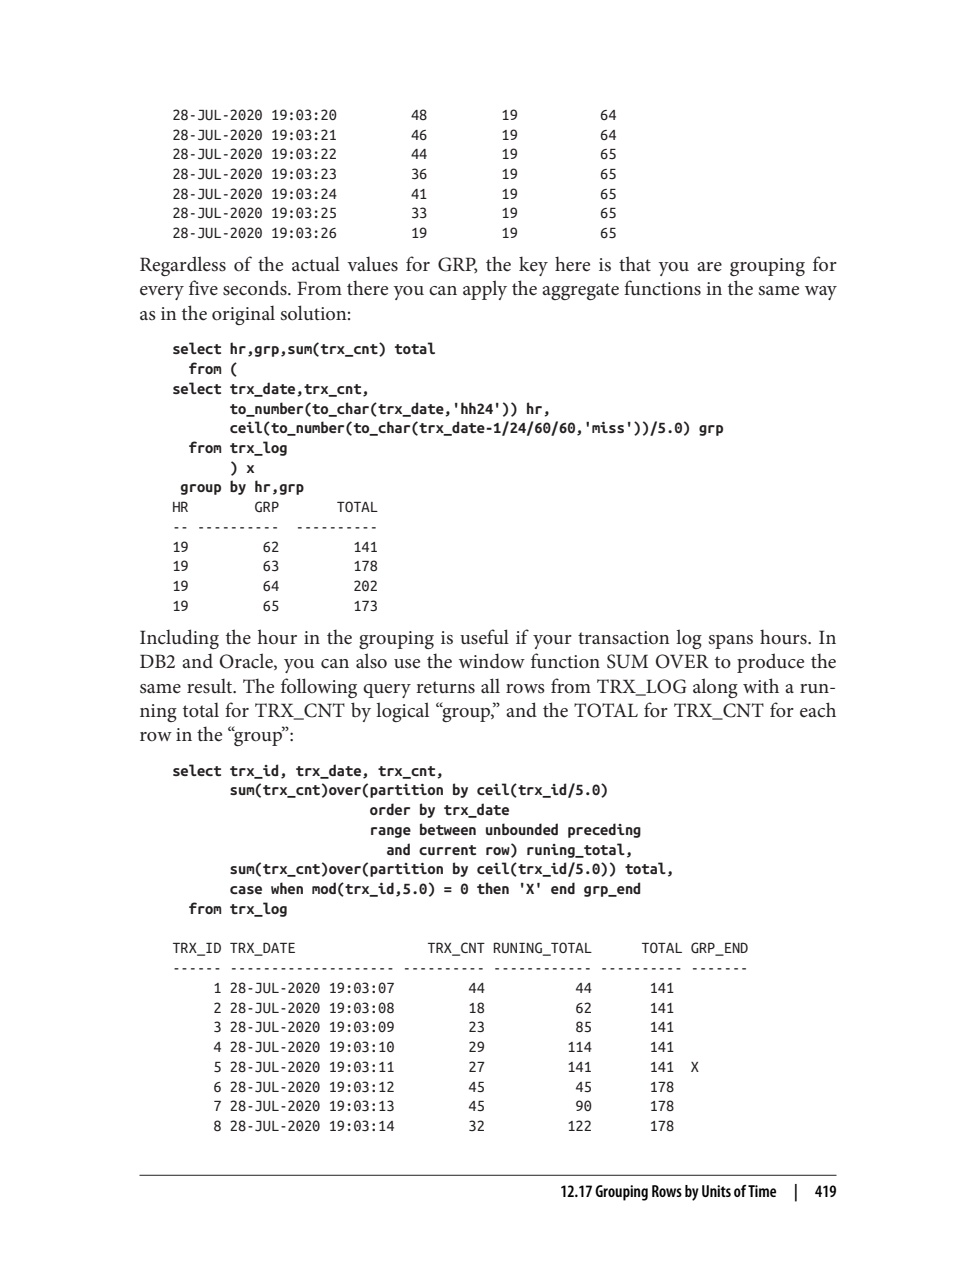 28-JUL-2020 19:03:20         48         19          64
28-JUL-2020 19:03:21         46         19          64
28-JUL-2020 19:03:22         44         19          65
28-JUL-2020 19:03:23         36         19          65
28-JUL-2020 19:03:24         41         19          65
28-JUL-2020 19:03:25         33         19          65
28-JUL-2020 19:03:26         19         19          65
Regardless of the actual values for GRP, the key here is that you are grouping for
every five seconds. From there you can apply the aggregate functions in the same way
as in the original solution:
select hr,grp,sum(trx_cnt) total
  from (
select trx_date,trx_cnt,
       to_number(to_char(trx_date,'hh24')) hr,
       ceil(to_number(to_char(trx_date-1/24/60/60,'miss'))/5.0) grp
  from trx_log
       ) x
 group by hr,grp
HR        GRP       TOTAL
-- ----------  ----------
19         62         141
19         63         178
19         64         202
19         65         173
Including the hour in the grouping is useful if your transaction log spans hours. In
DB2 and Oracle, you can also use the window function SUM OVER to produce the
same result. The following query returns all rows from TRX_LOG along with a run-
ning total for TRX_CNT by logical “group,” and the TOTAL for TRX_CNT for each
row in the “group”:
select trx_id, trx_date, trx_cnt,
       sum(trx_cnt)over(partition by ceil(trx_id/5.0)
                        order by trx_date
                        range between unbounded preceding
                          and current row) runing_total,
       sum(trx_cnt)over(partition by ceil(trx_id/5.0)) total,
       case when mod(trx_id,5.0) = 0 then 'X' end grp_end
  from trx_log
TRX_ID TRX_DATE                TRX_CNT RUNING_TOTAL      TOTAL GRP_END
------ -------------------- ---------- ------------ ---------- -------
     1 28-JUL-2020 19:03:07         44           44       141
     2 28-JUL-2020 19:03:08         18           62       141
     3 28-JUL-2020 19:03:09         23           85       141
     4 28-JUL-2020 19:03:10         29          114       141
     5 28-JUL-2020 19:03:11         27          141       141  X
     6 28-JUL-2020 19:03:12         45           45       178
     7 28-JUL-2020 19:03:13         45           90       178
     8 28-JUL-2020 19:03:14         32          122       178
12.17 Grouping Rows by Units of Time | 419